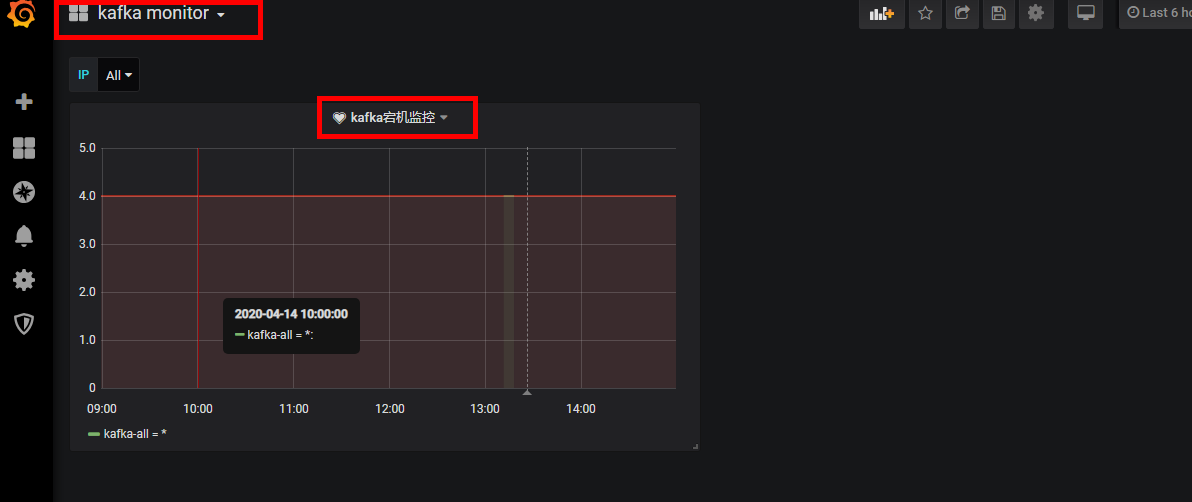 kafka monitor
Last 6 ho
IP All
kafka宕机监控
5.0
4.0
3.0
2.0
1.0
0
2020-04-14 10:00:00
kafka-all = *:
09:00 10:00 11:00 12:00 13:00 14:00
kafka-all = *